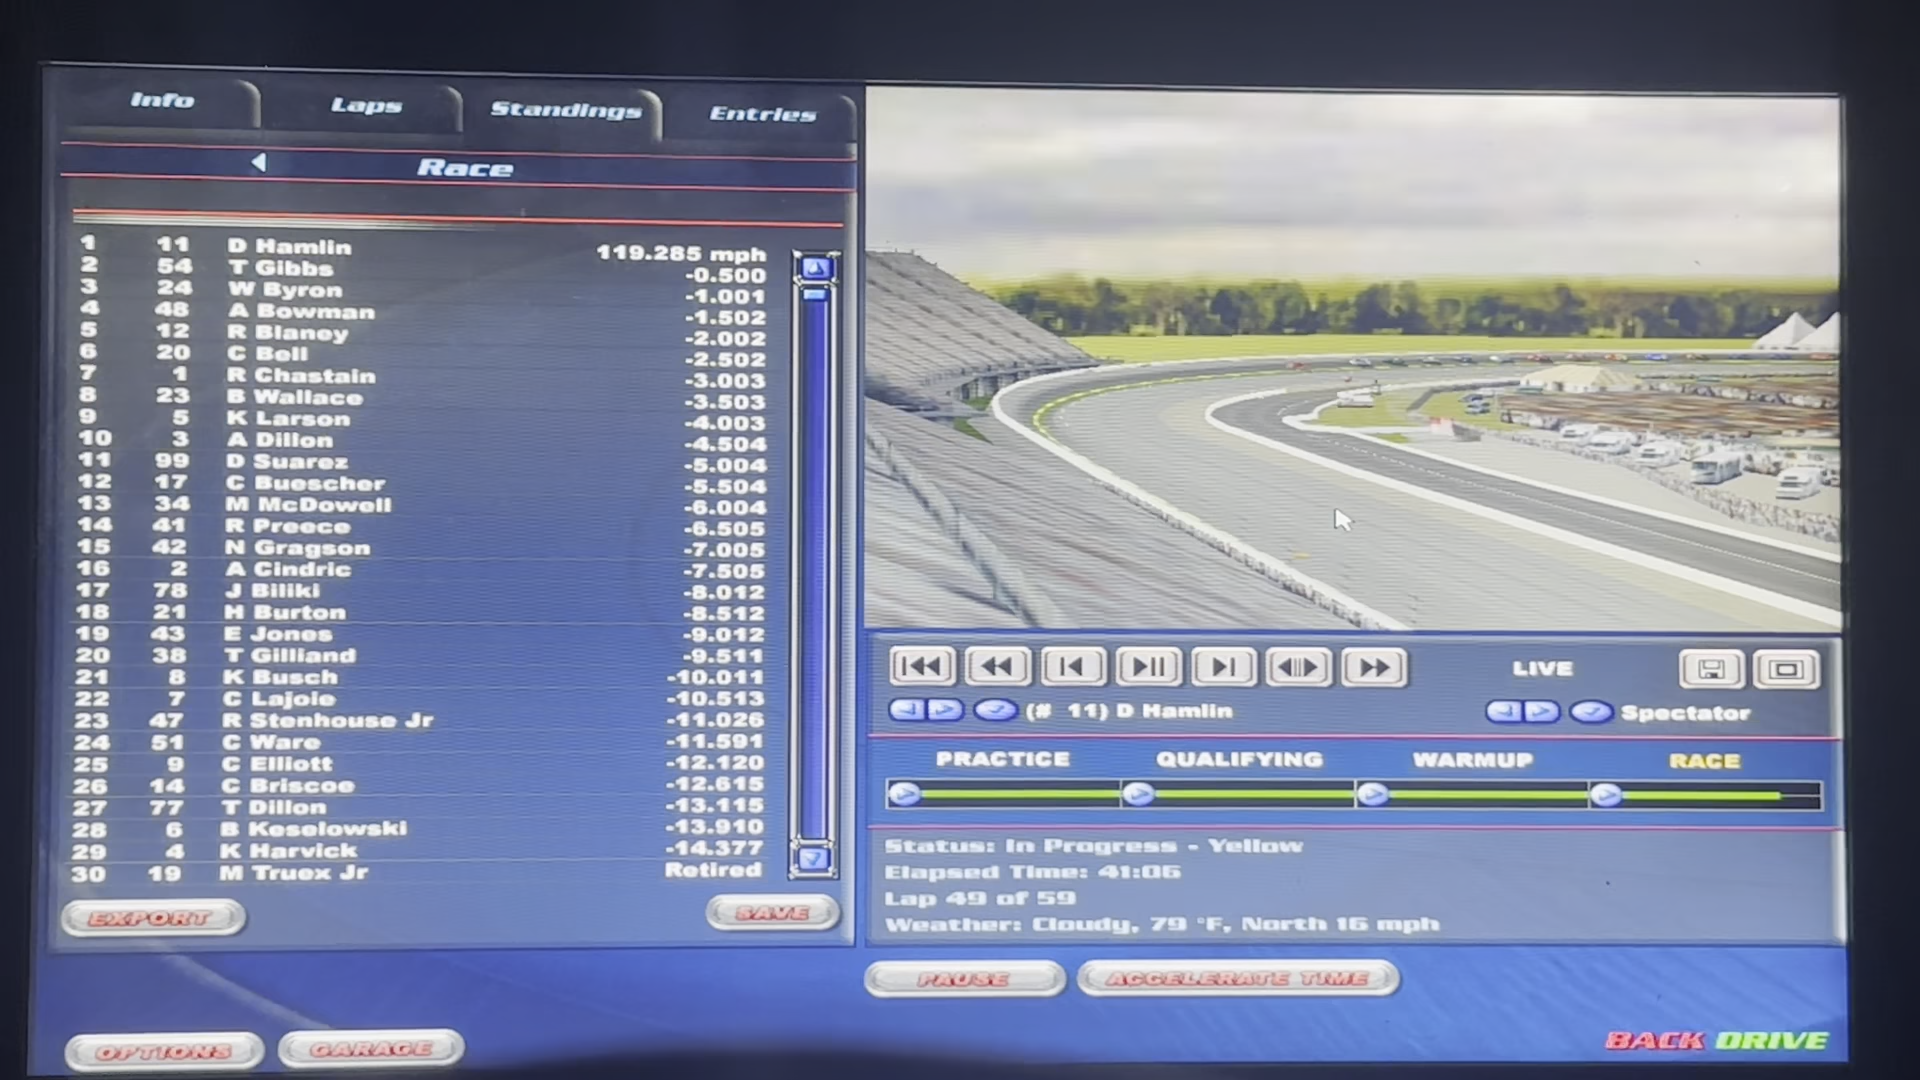 Info Laps Standings Entries
Race
1 11 D Hamlin 119.285 mph
2 54 T Gibbs -0.500
3 24 W Byron -1.001
4 48 A Bowman -1.502
5 12 R Blaney -2.002
6 20 C Bell -2.502
7 1 R Chastain -3.003
8 23 B Wallace -3.503
9 5 K Larson -4.003
10 3 A Dillon -4.504
11 99 D Suarez -5.004
12 17 C Buescher -5.504
13 34 M McDowell -6.004
14 41 R Preece -6.505
15 42 N Gragson -7.005
16 2 A Cindric -7.505
17 78 J Biliki -8.012
18 21 H Burton -8.512
19 43 E Jones -9.012
20 38 T Gilliand -9.511
21 8 K Busch -10.011
22 7 C Lajoie -10.513
23 47 R Stenhouse Jr -11.026
24 51 C Ware -11.591
25 9 C Elliott -12.120
26 14 C Briscoe -12.615
27 77 T Dillon -13.115
28 6 B Keselowski -13.910
29 4 K Harvick -14.377
30 19 M Truex Jr Retired
EXPORT SAVE
OPTIONS GARAGE
LIVE
(# 11) D Hamlin Spectator
PRACTICE QUALIFYING WARMUP RACE
Status: In Progress - Yellow
Elapsed Time: 41:06
Lap 49 of 59
Weather: Cloudy, 79 °F, North 16 mph
PAUSE ACCELERATE TIME
BACK DRIVE